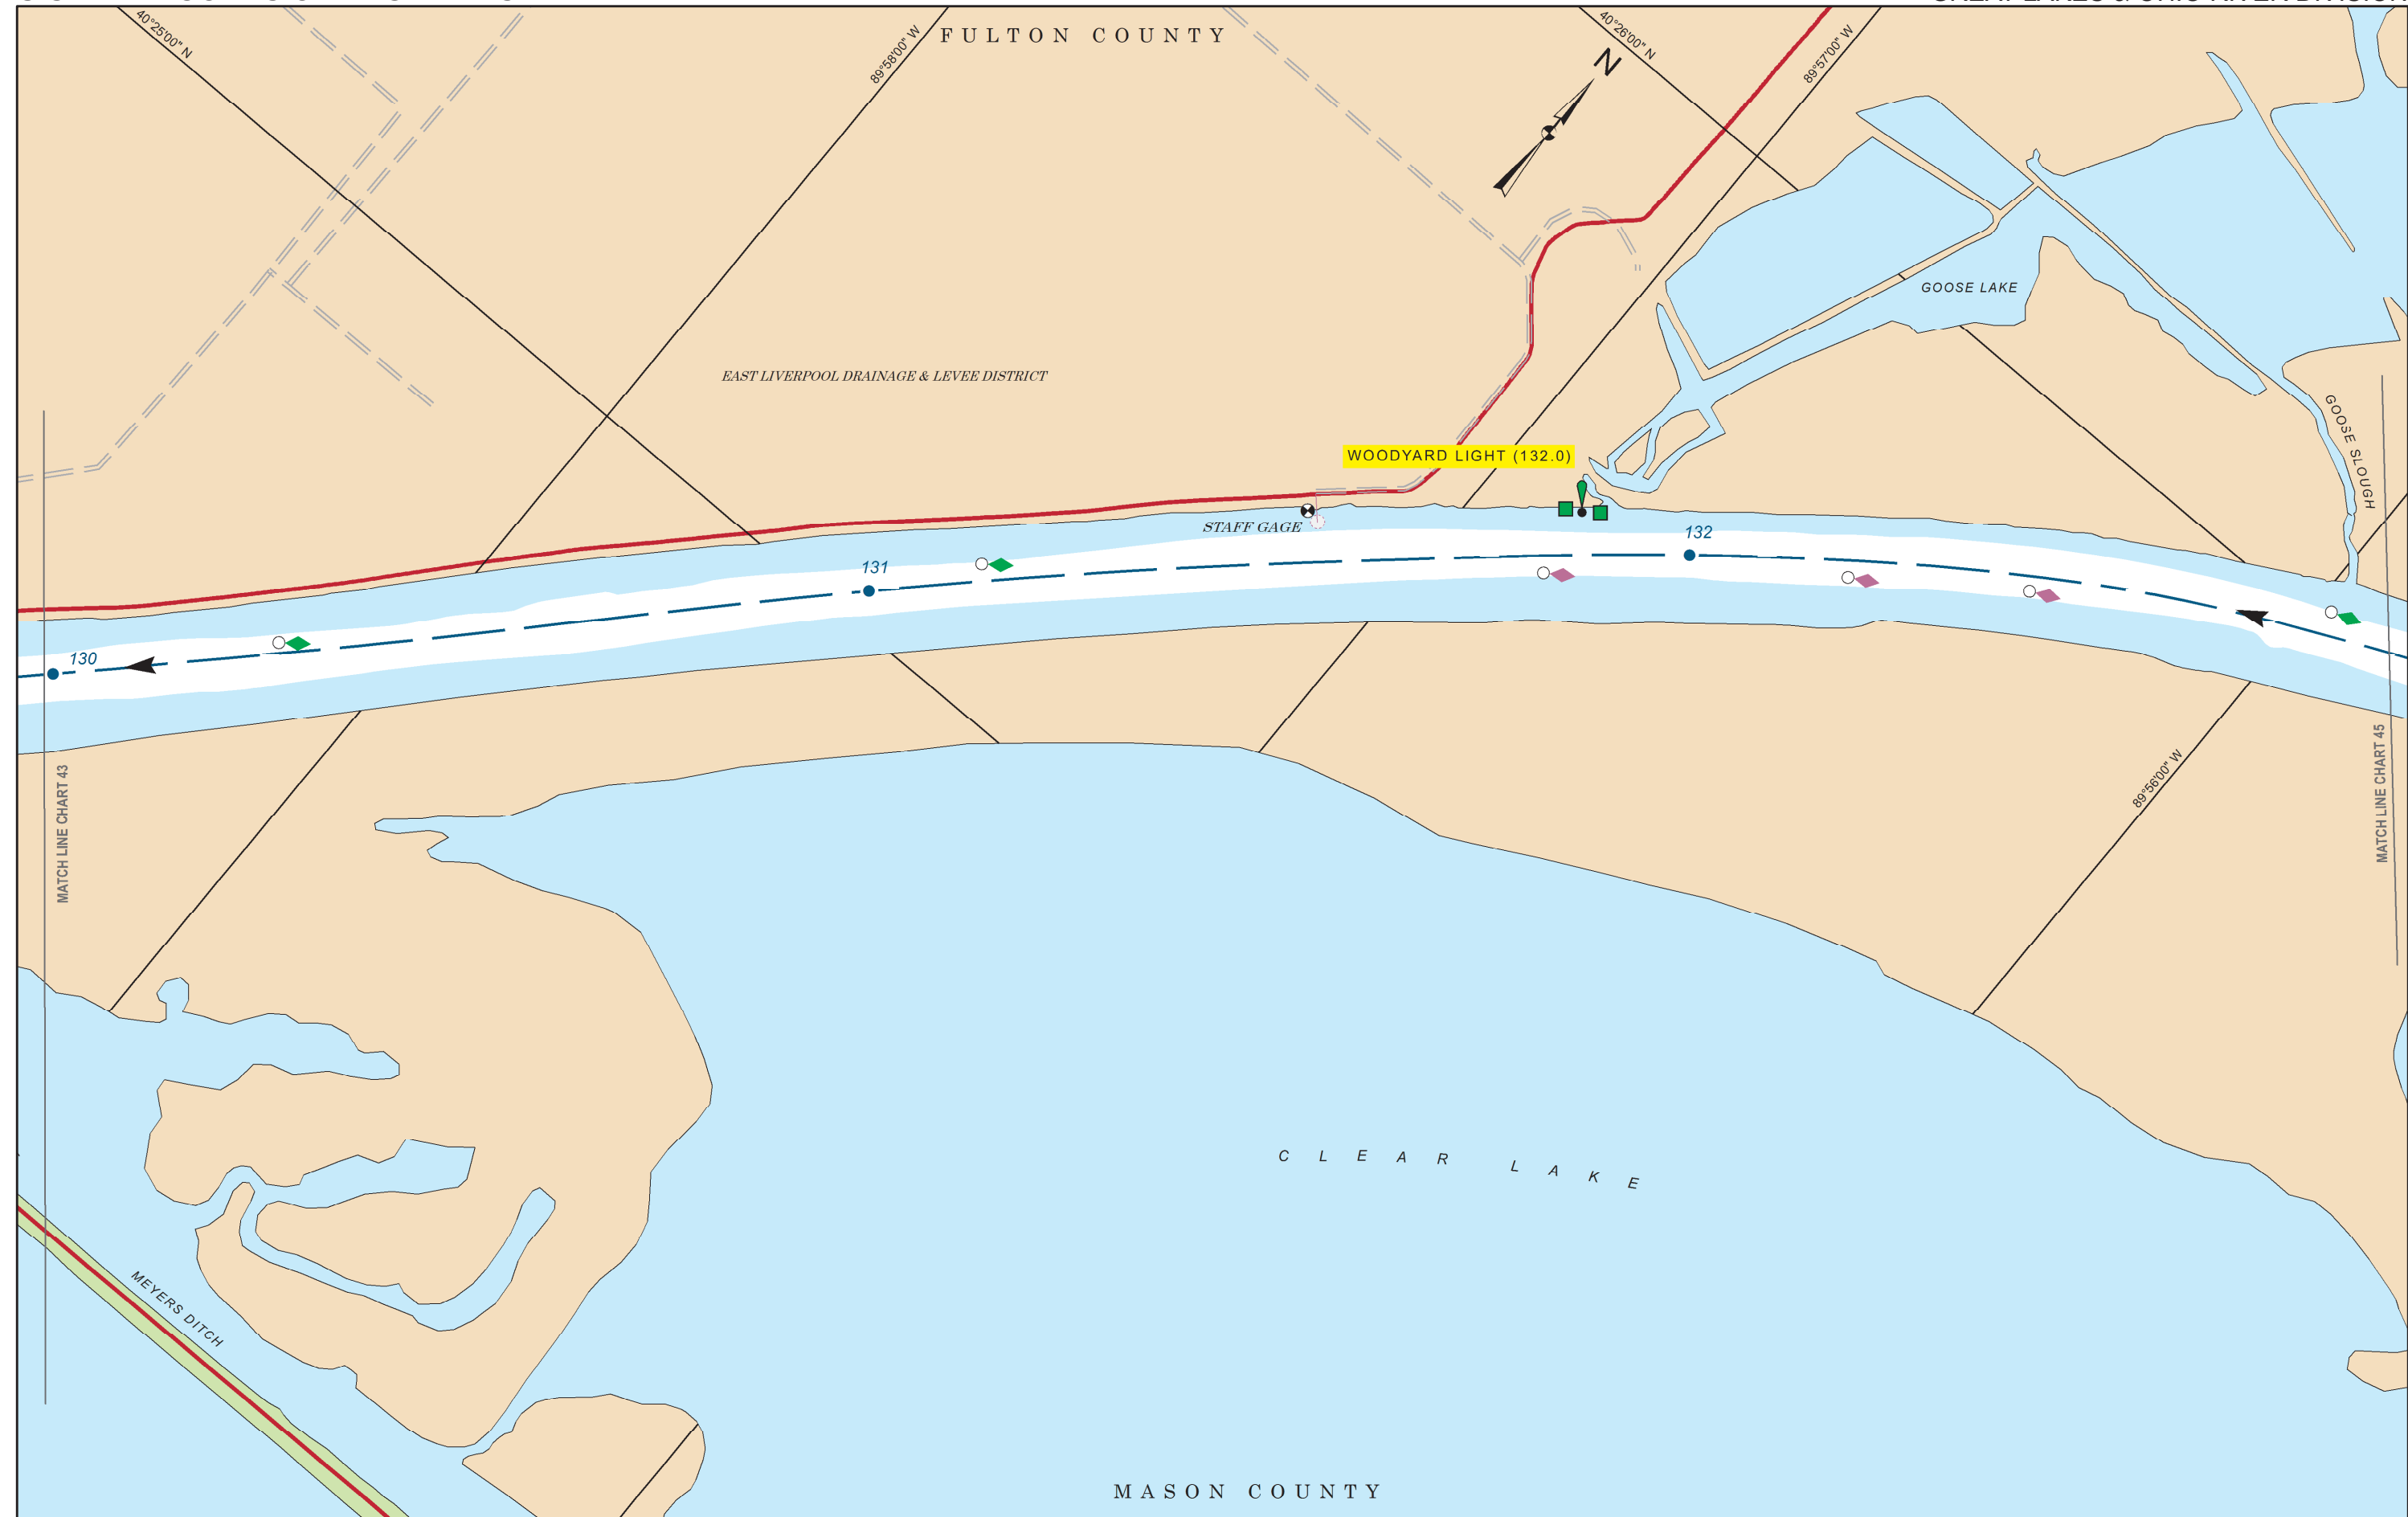 40°25'00" N
89°58'00" W
FULTON COUNTY
40°26'00" N
89°57'00" W
N
GOOSE LAKE
EAST LIVERPOOL DRAINAGE & LEVEE DISTRICT
GOOSE SLOUGH
WOODYARD LIGHT (132.0)
STAFF GAGE
132
131
130
MATCH LINE CHART 43
MATCH LINE CHART 45
89°56'00" W
CLEAR LAKE
MEYERS DITCH
MASON COUNTY